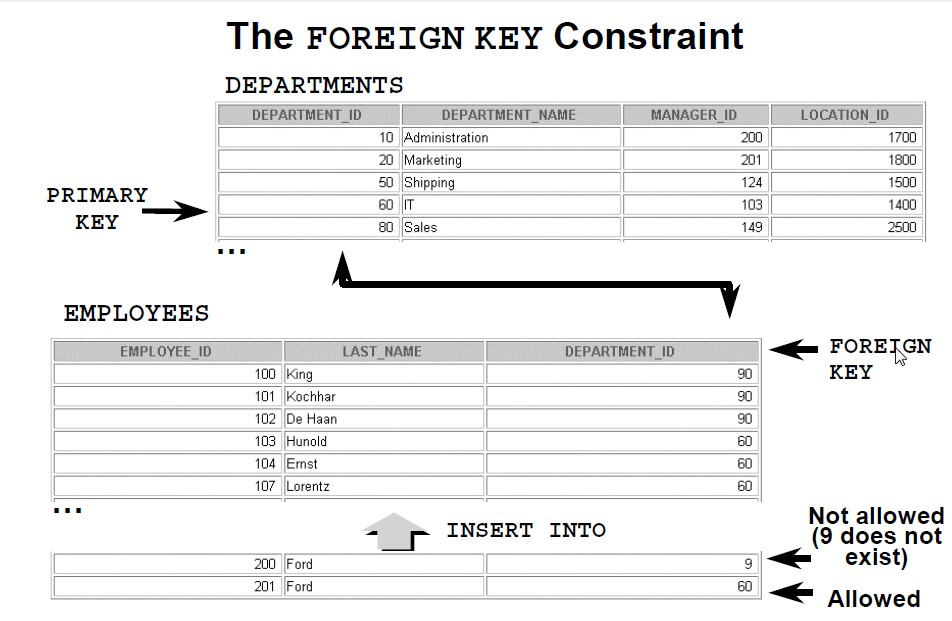 The FOREIGN KEY Constraint
DEPARTMENTS
DEPARTMENT_ID DEPARTMENT_NAME MANAGER_ID LOCATION_ID
10 Administration 200 1700
20 Marketing 201 1800
50 Shipping 124 1500
60 IT 103 1400
80 Sales 149 2500
...
PRIMARY
KEY
EMPLOYEES
EMPLOYEE_ID LAST_NAME DEPARTMENT_ID
100 King 90
101 Kochhar 90
102 De Haan 90
103 Hunold 60
104 Ernst 60
107 Lorentz 60
...
FOREIGN
KEY
INSERT INTO
200 Ford 9
201 Ford 60
Not allowed
(9 does not
exist)
Allowed